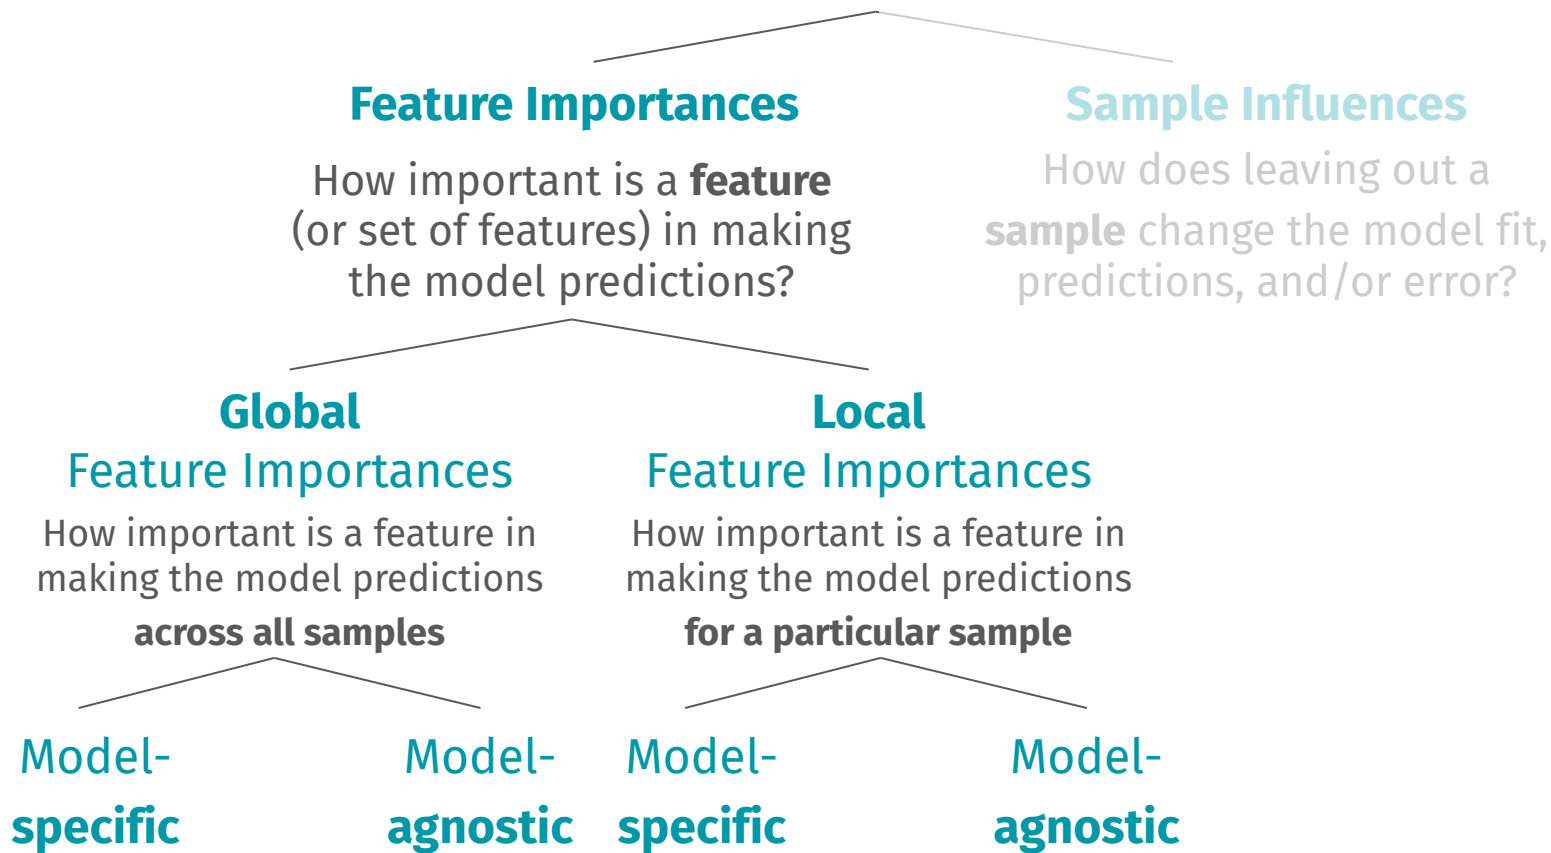 Feature Importances
How important is a feature
(or set of features) in making
the model predictions?
Sample Influences
How does leaving out a
sample change the model fit,
predictions, and/or error?
Global
Feature Importances
How important is a feature in
making the model predictions
across all samples
Local
Feature Importances
How important is a feature in
making the model predictions
for a particular sample
Model-
specific
Model-
agnostic
Model-
specific
Model-
agnostic